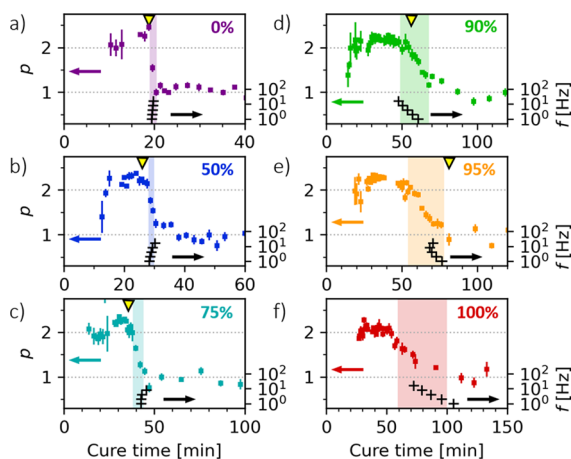 a) 0%
2
1
p
10²
10¹
10⁰
0 20 40
d) 90%
2
1
10²
10¹
10⁰
f [Hz]
0 50 100
b) 50%
2
1
p
10²
10¹
10⁰
0 20 40 60
e) 95%
2
1
10²
10¹
10⁰
f [Hz]
0 50 100
c) 75%
2
1
p
10²
10¹
10⁰
0 50 100
Cure time [min]
f) 100%
2
1
10²
10¹
10⁰
f [Hz]
0 50 100 150
Cure time [min]